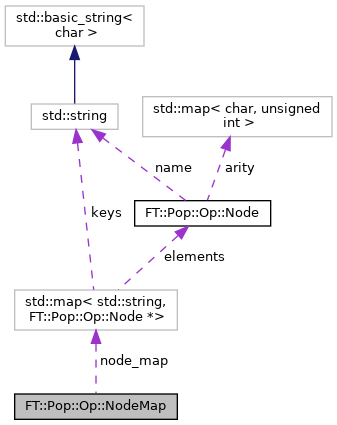 std::basic_string<
char >
std::string
std::map< char, unsigned
int >
name
arity
keys
FT::Pop::Op::Node
elements
std::map< std::string,
FT::Pop::Op::Node *>
node_map
FT::Pop::Op::NodeMap